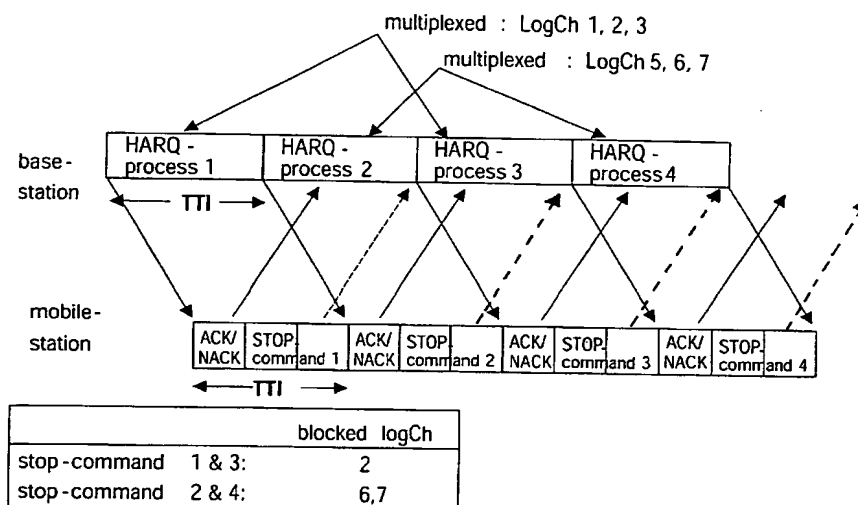 multiplexed : LogCh 1, 2, 3
multiplexed : LogCh 5, 6, 7
base-
station
HARQ -
process 1
HARQ -
process 2
HARQ -
process 3
HARQ -
process 4
TTI
mobile-
station
ACK/
NACK
STOP-
command 1
ACK/
NACK
STOP-
command 2
ACK/
NACK
STOP-
command 3
ACK/
NACK
STOP-
command 4
TTI
blocked logCh
stop-command 1 & 3: 2
stop-command 2 & 4: 6,7